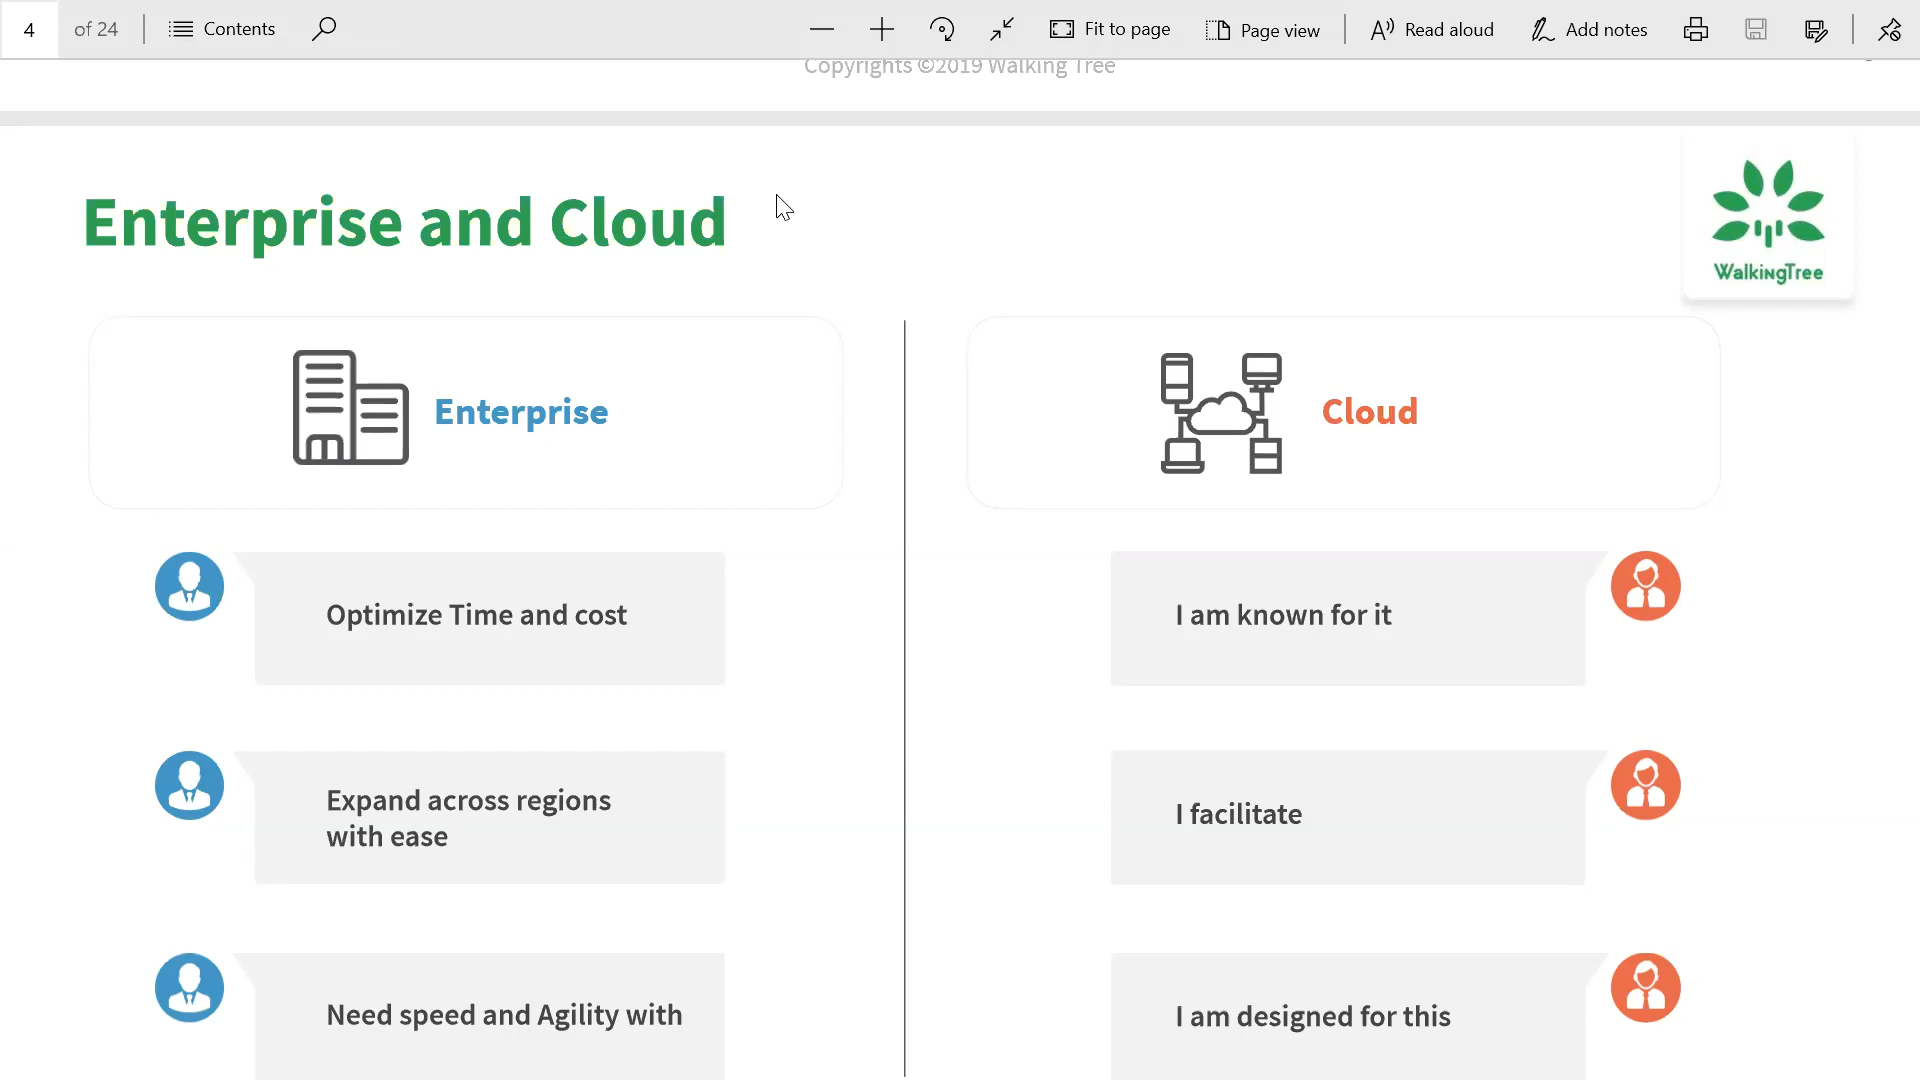 4 of 24 Contents Fit to page Page view Read aloud Add notes
Copyrights ©2019 Walking Tree
Enterprise and Cloud
WalkingTree
Enterprise
Cloud
Optimize Time and cost
I am known for it
Expand across regions
with ease
I facilitate
Need speed and Agility with
I am designed for this